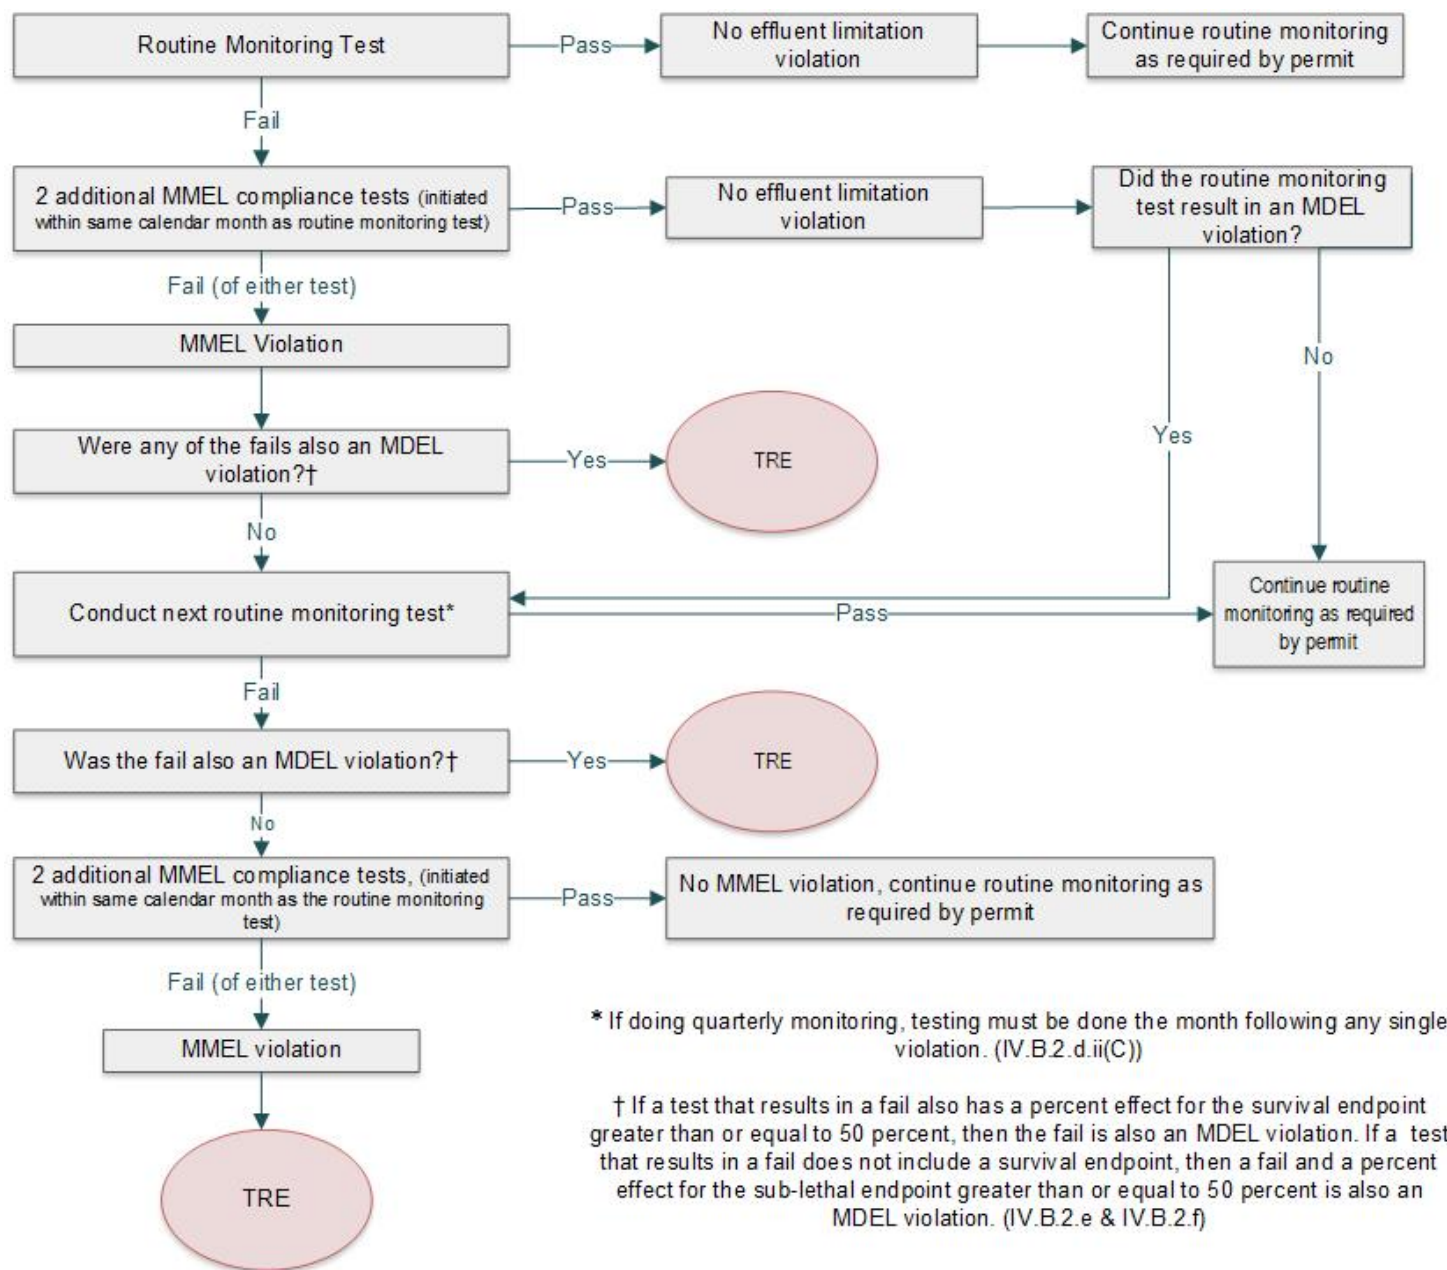 Routine Monitoring Test
Pass
No effluent limitation
violation
Continue routine monitoring
as required by permit
Fail
2 additional MMEL compliance tests (initiated
within same calendar month as routine monitoring test)
Pass
No effluent limitation
violation
Did the routine monitoring
test result in an MDEL
violation?
Fail (of either test)
MMEL Violation
No
Were any of the fails also an MDEL
violation?†
Yes
TRE
Yes
No
Conduct next routine monitoring test*
Pass
Continue routine
monitoring as required
by permit
Fail
Was the fail also an MDEL violation?†
Yes
TRE
No
2 additional MMEL compliance tests, (initiated
within same calendar month as the routine monitoring
test)
Pass
No MMEL violation, continue routine monitoring as
required by permit
Fail (of either test)
MMEL violation
TRE
* If doing quarterly monitoring, testing must be done the month following any single
violation. (IV.B.2.d.ii(C))
† If a test that results in a fail also has a percent effect for the survival endpoint
greater than or equal to 50 percent, then the fail is also an MDEL violation. If a test
that results in a fail does not include a survival endpoint, then a fail and a percent
effect for the sub-lethal endpoint greater than or equal to 50 percent is also an
MDEL violation. (IV.B.2.e & IV.B.2.f)